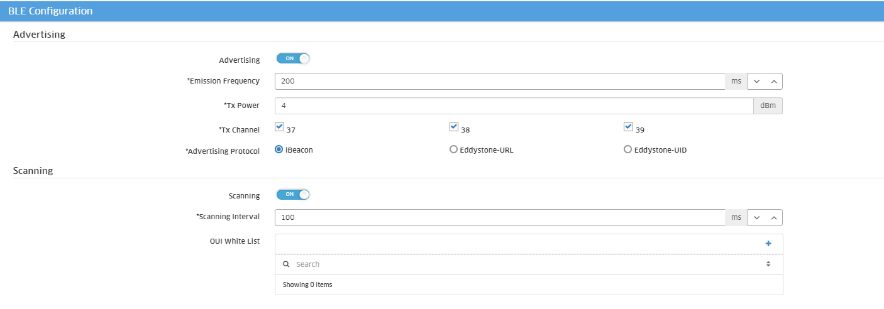 BLE Configuration
Advertising
Advertising ON
*Emission Frequency 200 ms
*Tx Power 4 dBm
*Tx Channel 37 38 39
*Advertising Protocol iBeacon Eddystone-URL Eddystone-UID
Scanning
Scanning ON
*Scanning Interval 100 ms
OUI White List +
Search
Showing 0 items